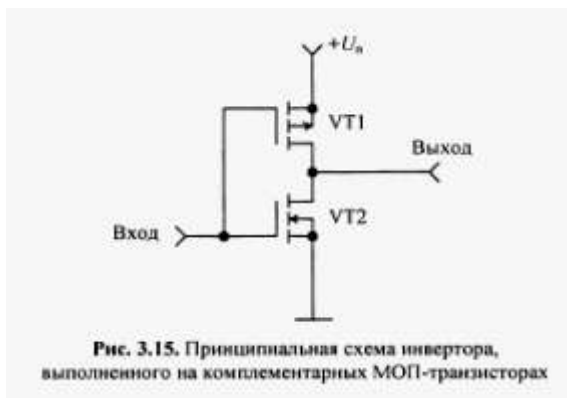 +Uп
VT1
Выход
VT2
Вход
Рис. 3.15. Принципиальная схема инвертора,
выполненного на комплементарных МОП-транзисторах